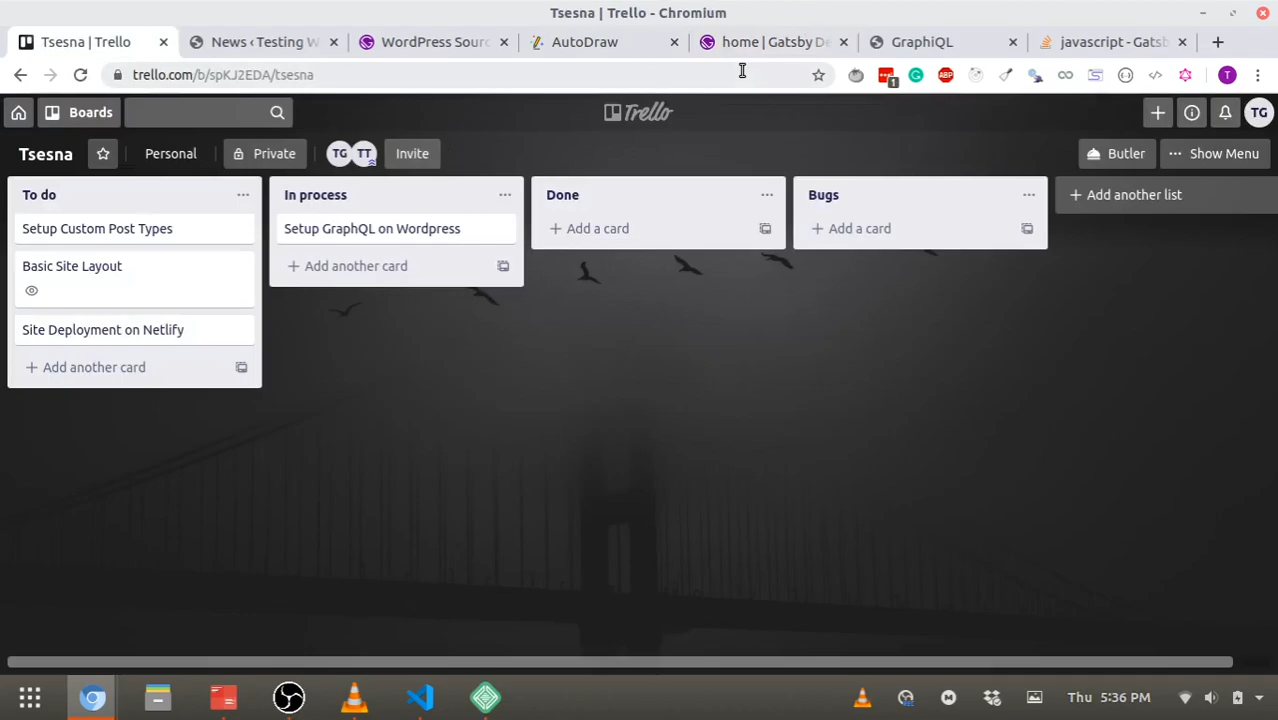 Tsesna | Trello - Chromium
Tsesna | Trello
News ‹ Testing W
WordPress Sourc
AutoDraw
home | Gatsby De
GraphiQL
javascript - Gatsb
trello.com/b/spKJ2EDA/tsesna
ABP
1
T
Boards
Trello
TG
Tsesna
Personal
Private
TG
TT
Invite
Butler
Show Menu
To do
In process
Done
Bugs
Add another list
Setup Custom Post Types
Setup GraphQL on Wordpress
Add a card
Add a card
Basic Site Layout
Add another card
Site Deployment on Netlify
Add another card
Thu 5:36 PM